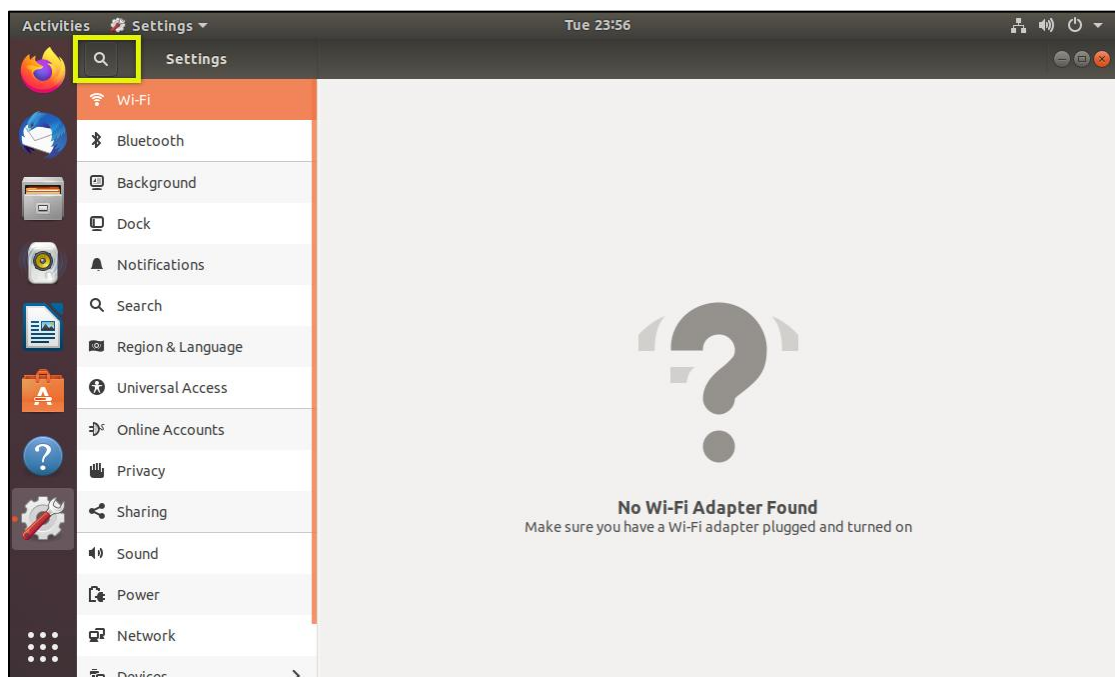 Activities Settings Tue 23:56
Settings
Wi-Fi
Bluetooth
Background
Dock
Notifications
Search
Region & Language
Universal Access
Online Accounts
Privacy
Sharing
Sound
Power
Network
Devices
No Wi-Fi Adapter Found
Make sure you have a Wi-Fi adapter plugged and turned on